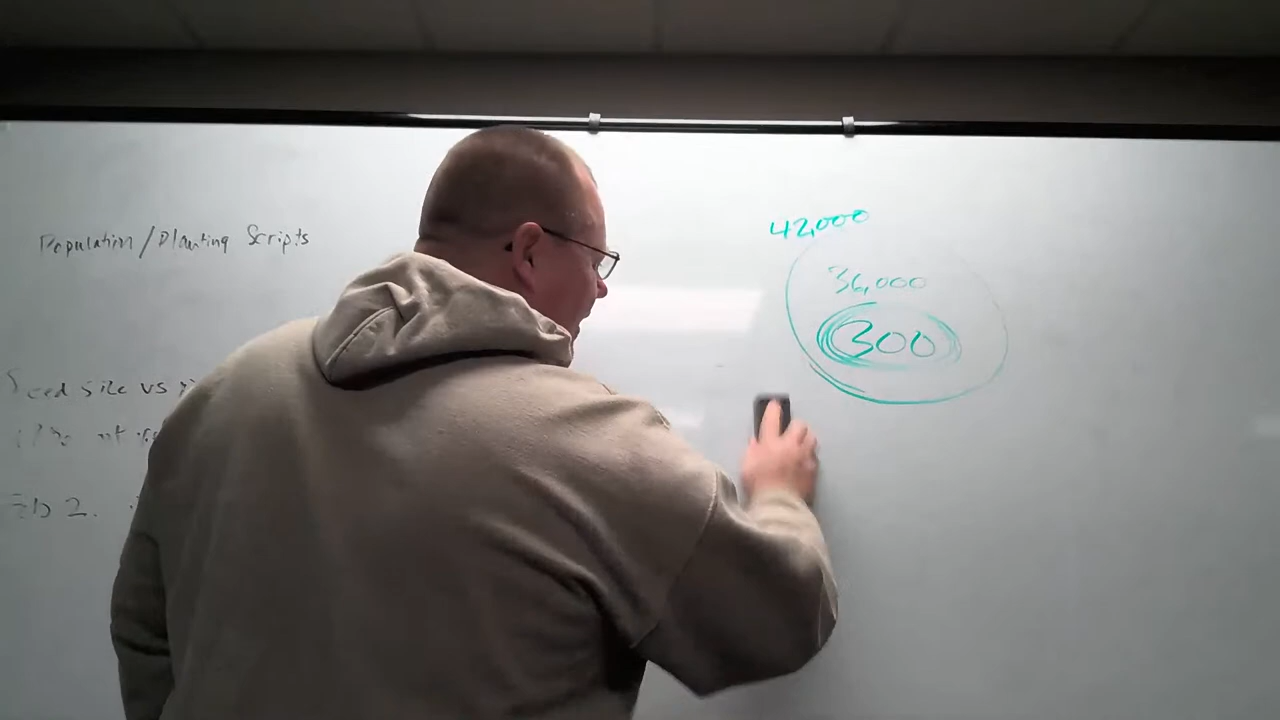 Population/Planting Scripts
Seed size vs
2.
42,000
36,000
300